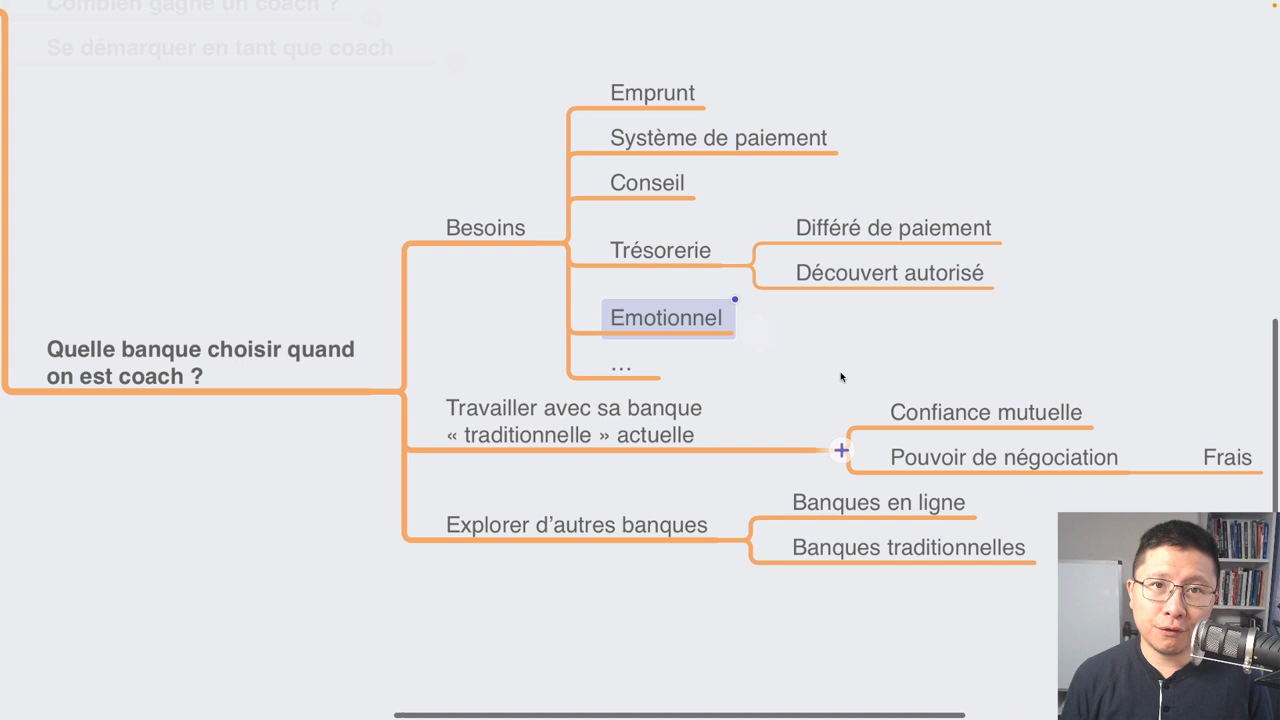 Combien gagne un coach ?
Se démarquer en tant que coach
Emprunt
Système de paiement
Conseil
Besoins
Différé de paiement
Trésorerie
Découvert autorisé
Emotionnel
...
Quelle banque choisir quand
on est coach ?
Travailler avec sa banque
« traditionnelle » actuelle
Confiance mutuelle
Pouvoir de négociation
Frais
Explorer d’autres banques
Banques en ligne
Banques traditionnelles